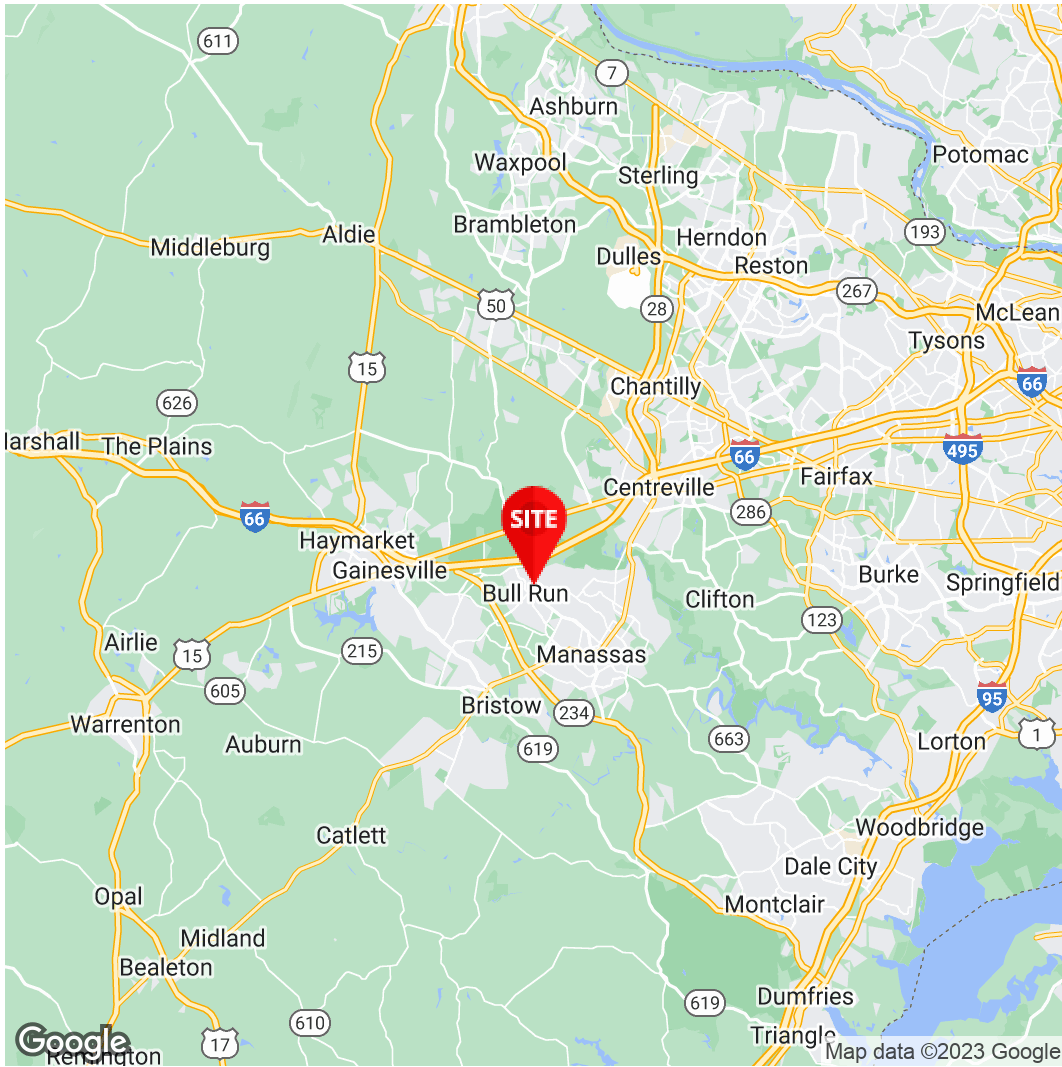 611
7
Ashburn
Potomac
Waxpool
Sterling
Brambleton
193
Aldie
Middleburg
Herndon
Dulles
Reston
267
50
28
McLean
Tysons
15
66
Chantilly
626
Marshall
The Plains
66
495
Fairfax
Centreville
286
66
SITE
Haymarket
Gainesville
Burke
Springfield
Bull Run
Clifton
123
Airlie
215
15
Manassas
605
95
Bristow
234
Warrenton
1
Auburn
619
663
Lorton
Catlett
Woodbridge
Dale City
Opal
Montclair
Midland
Bealeton
Dumfries
619
610
17
Triangle
Google
Remington
Map data ©2023 Google